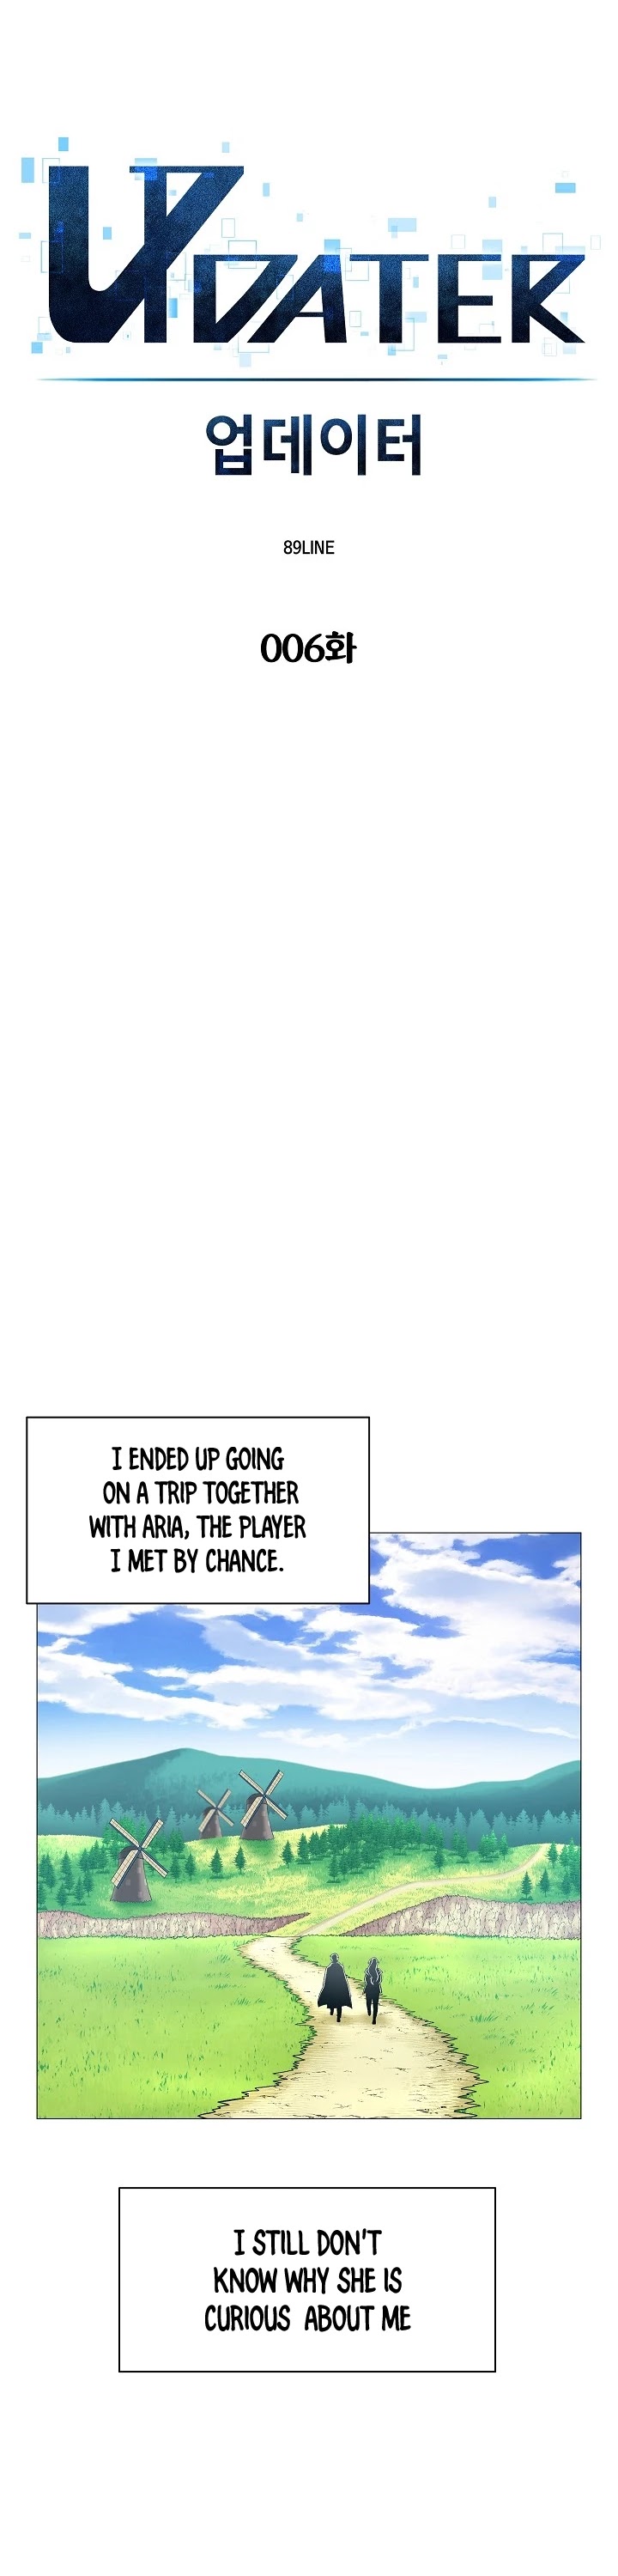 UPDATER
업데이터
89LINE
006화
I ENDED UP GOING
ON A TRIP TOGETHER
WITH ARIA, THE PLAYER
I MET BY CHANCE.
I STILL DON'T
KNOW WHY SHE IS
CURIOUS ABOUT ME